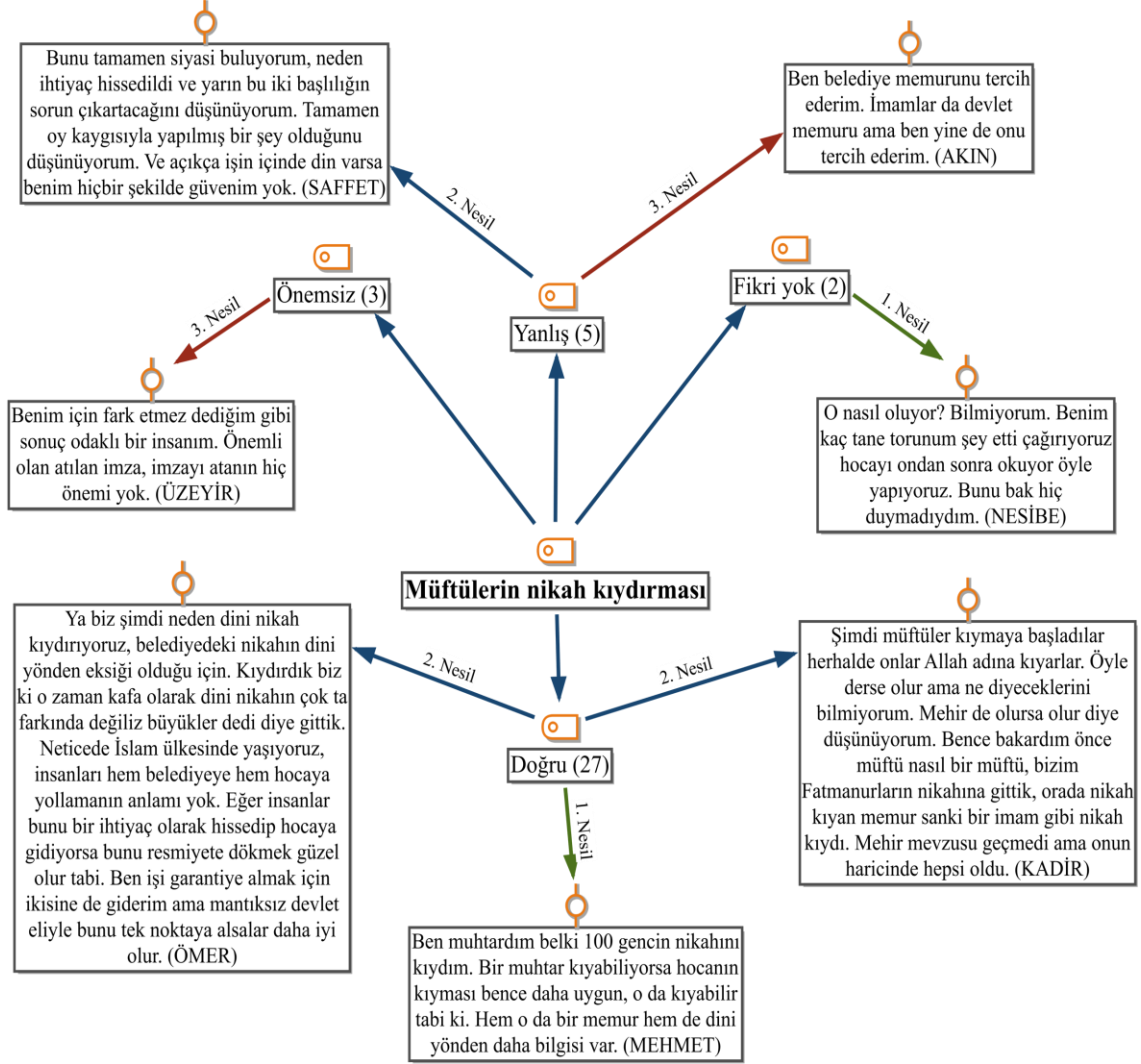 Bunu tamamen siyasi buluyorum, neden
ihtiyaç hissedildi ve yarın bu iki başlılığın
sorun çıkartacağını düşünüyorum. Tamamen
oy kaygısıyla yapılmış bir şey olduğunu
düşünüyorum. Ve açıkça işin içinde din varsa
benim hiçbir şekilde güvenim yok. (SAFFET)
Ben belediye memurunu tercih
ederim. İmamlar da devlet
memuru ama ben yine de onu
tercih ederim. (AKIN)
2. Nesil
3. Nesil
Önemsiz (3)
Yanlış (5)
Fikri yok (2)
3. Nesil
1. Nesil
Benim için fark etmez dediğim gibi
sonuç odaklı bir insanım. Önemli
olan atılan imza, imzayı atanın hiç
önemi yok. (ÜZEYİR)
O nasıl oluyor? Bilmiyorum. Benim
kaç tane torunum şey etti çağırıyoruz
hocayı ondan sonra okuyor öyle
yapıyoruz. Bunu bak hiç
duymadıydım. (NESİBE)
Müftülerin nikah kıydırması
Ya biz şimdi neden dini nikah
kıydırıyoruz, belediyedeki nikahın dini
yönden eksiği olduğu için. Kıydırdık biz
ki o zaman kafa olarak dini nikahın çok ta
farkında değiliz büyükler dedi diye gittik.
Neticede İslam ülkesinde yaşıyoruz,
insanları hem belediyeye hem hocaya
yollamanın anlamı yok. Eğer insanlar
bunu bir ihtiyaç olarak hissedip hocaya
gidiyorsa bunu resmiyete dökmek güzel
olur tabi. Ben işi garantiye almak için
ikisine de giderim ama mantıksız devlet
eliyle bunu tek noktaya alsalar daha iyi
olur. (ÖMER)
2. Nesil
2. Nesil
Şimdi müftüler kıymaya başladılar
herhalde onlar Allah adına kıyarlar. Öyle
derse olur ama ne diyeceklerini
bilmiyorum. Mehir de olursa olur diye
düşünüyorum. Bence bakardım önce
müftü nasıl bir müftü, bizim
Fatmanurların nikahına gittik, orada nikah
kıyan memur sanki bir imam gibi nikah
kıydı. Mehir mevzusu geçmedi ama onun
haricinde hepsi oldu. (KADİR)
Doğru (27)
1. Nesil
Ben muhtardım belki 100 gencin nikahını
kıydım. Bir muhtar kıyabiliyorsa hocanın
kıyması bence daha uygun, o da kıyabilir
tabi ki. Hem o da bir memur hem de dini
yönden daha bilgisi var. (MEHMET)